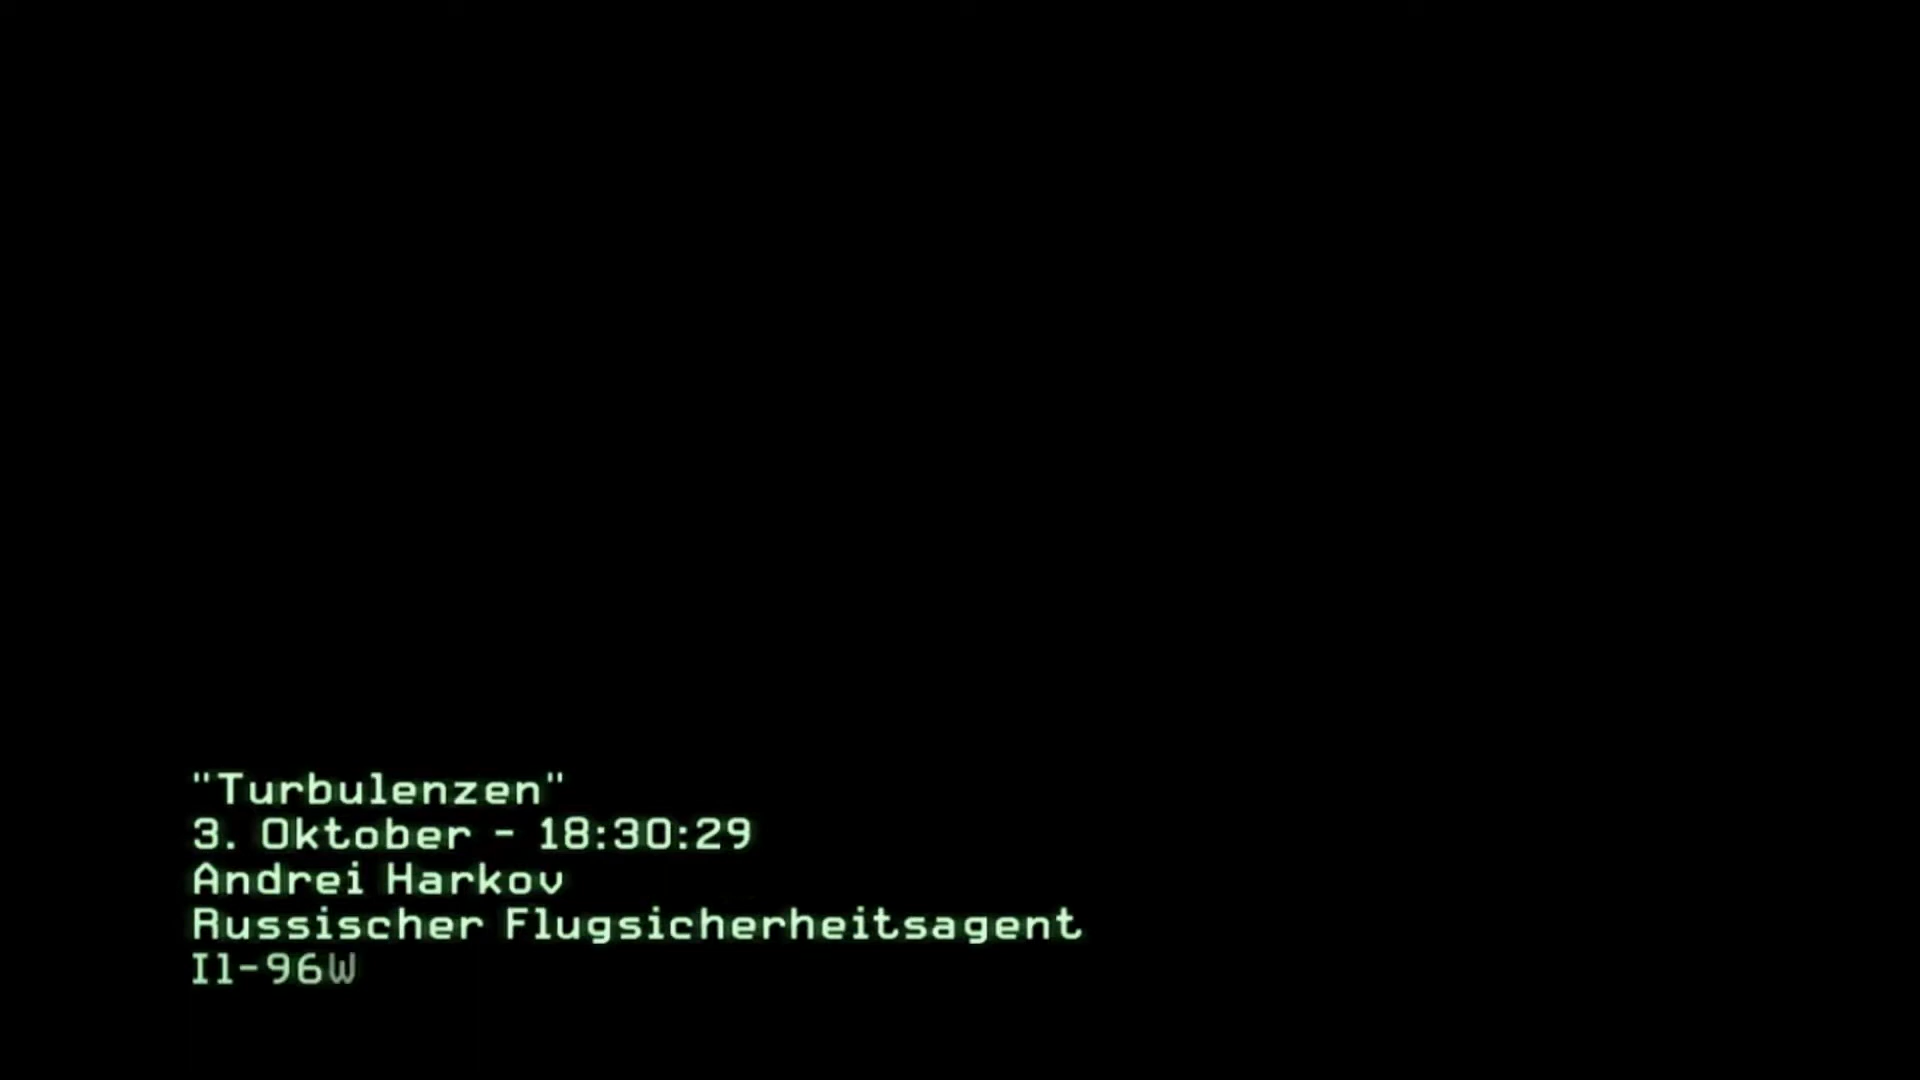 "Turbulenzen"
3. Oktober - 18:30:29
Andrei Harkov
Russischer Flugsicherheitsagent
Il-96W